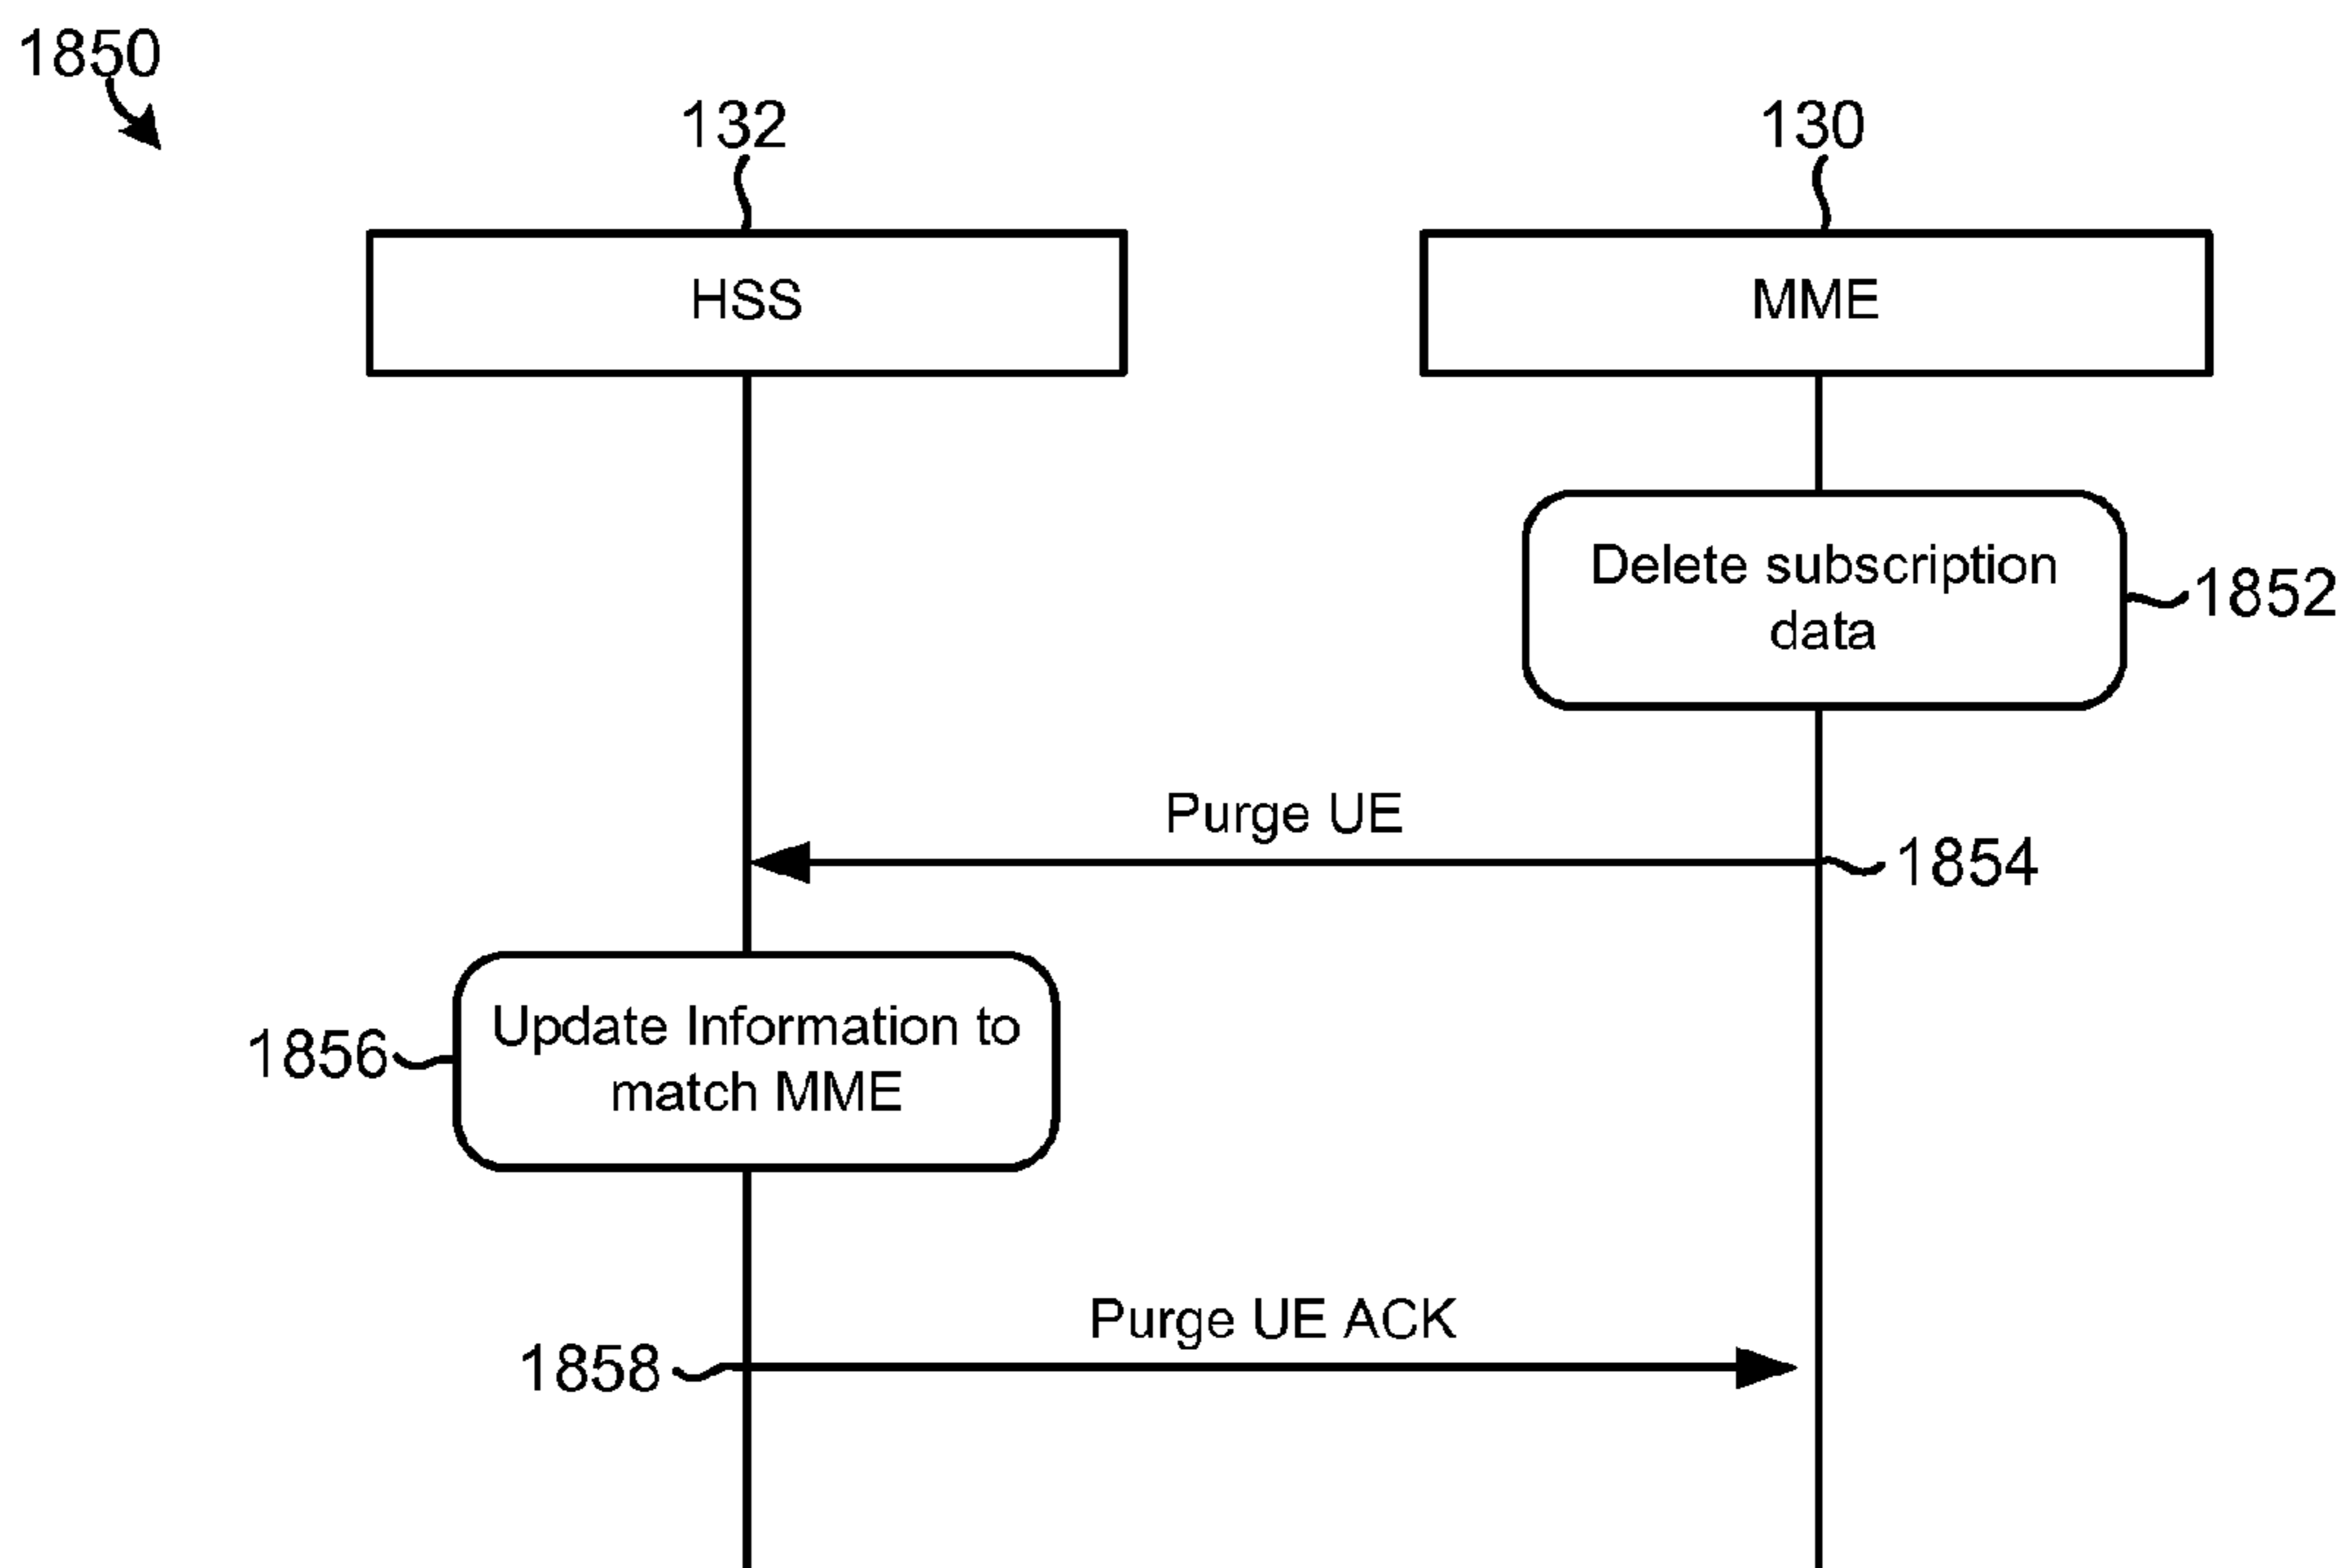 1850
132
130
HSS
MME
Delete subscription
data
1852
Purge UE
1854
Update Information to
match MME
1856
Purge UE ACK
1858